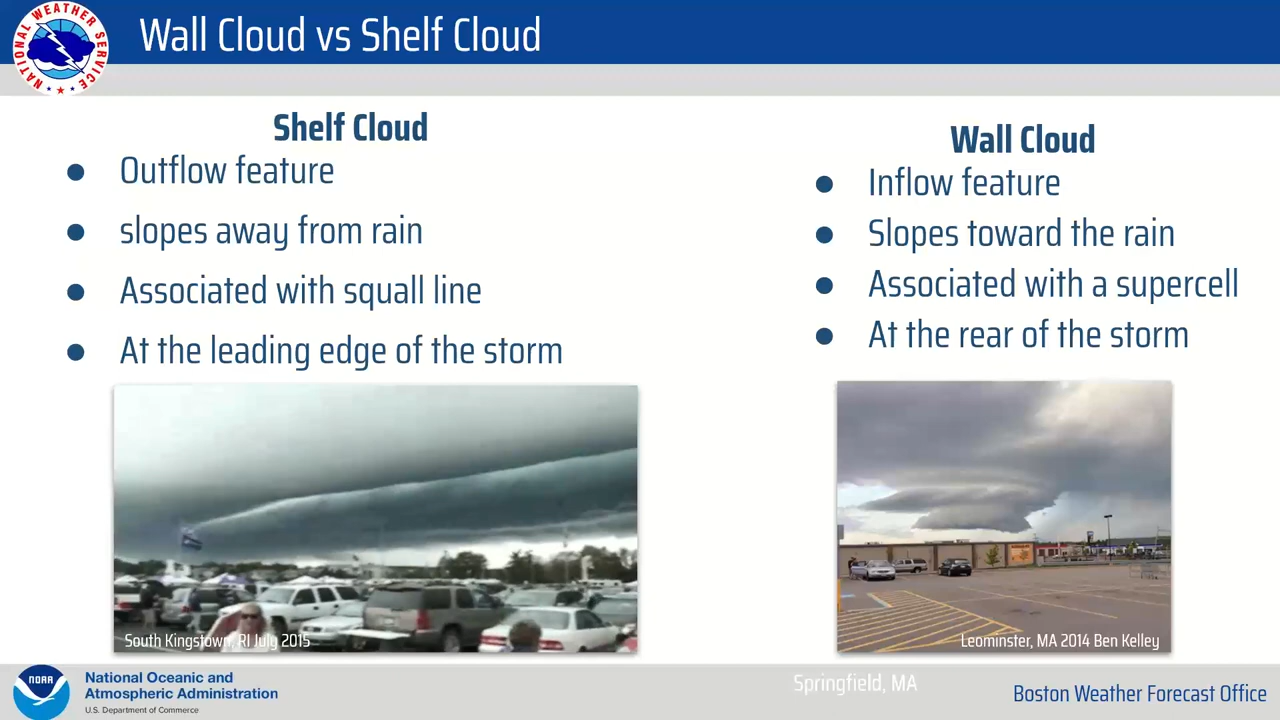 NATIONAL WEATHER SERVICE
Wall Cloud vs Shelf Cloud
Shelf Cloud
● Outflow feature
● slopes away from rain
● Associated with squall line
● At the leading edge of the storm
South Kingstown, RI July 2015
Wall Cloud
● Inflow feature
● Slopes toward the rain
● Associated with a supercell
● At the rear of the storm
Leominster, MA 2014 Ben Kelley
NOAA
National Oceanic and
Atmospheric Administration
U.S. Department of Commerce
Springfield, MA
Boston Weather Forecast Office